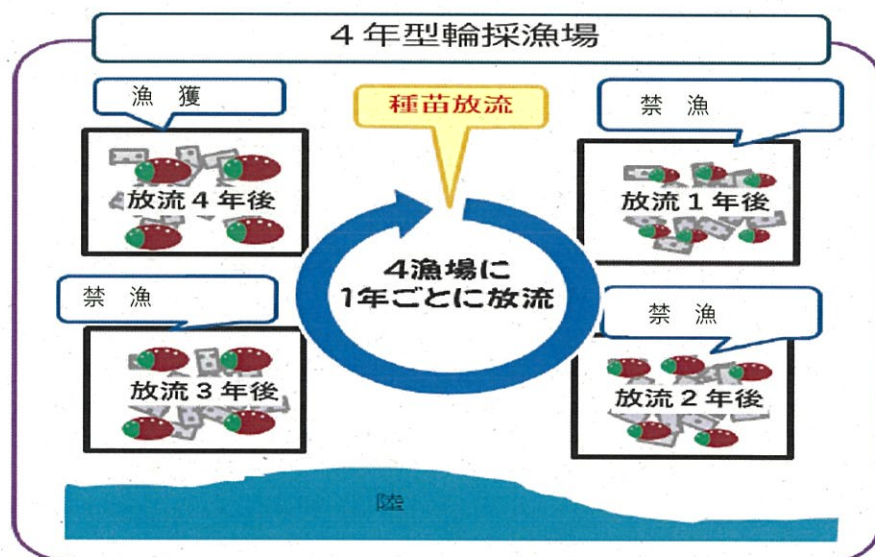 4年型輪採漁場
漁 獲
種苗放流
禁 漁
放流4年後
放流1年後
4漁場に
1年ごとに放流
禁 漁
禁 漁
放流3年後
放流2年後
陸